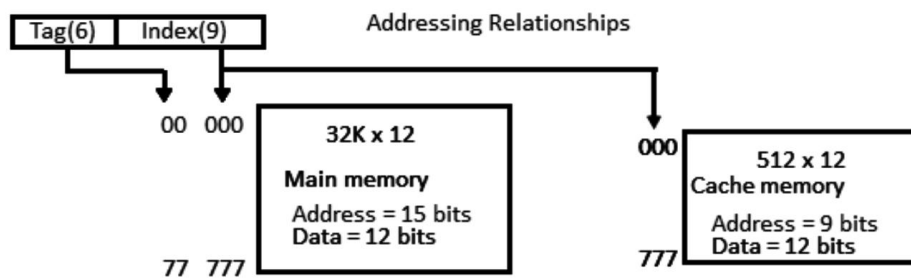 Addressing Relationships
Tag(6) Index(9)
00 000
32K x 12
Main memory
Address = 15 bits
Data = 12 bits
77 777
000
512 x 12
Cache memory
Address = 9 bits
Data = 12 bits
777